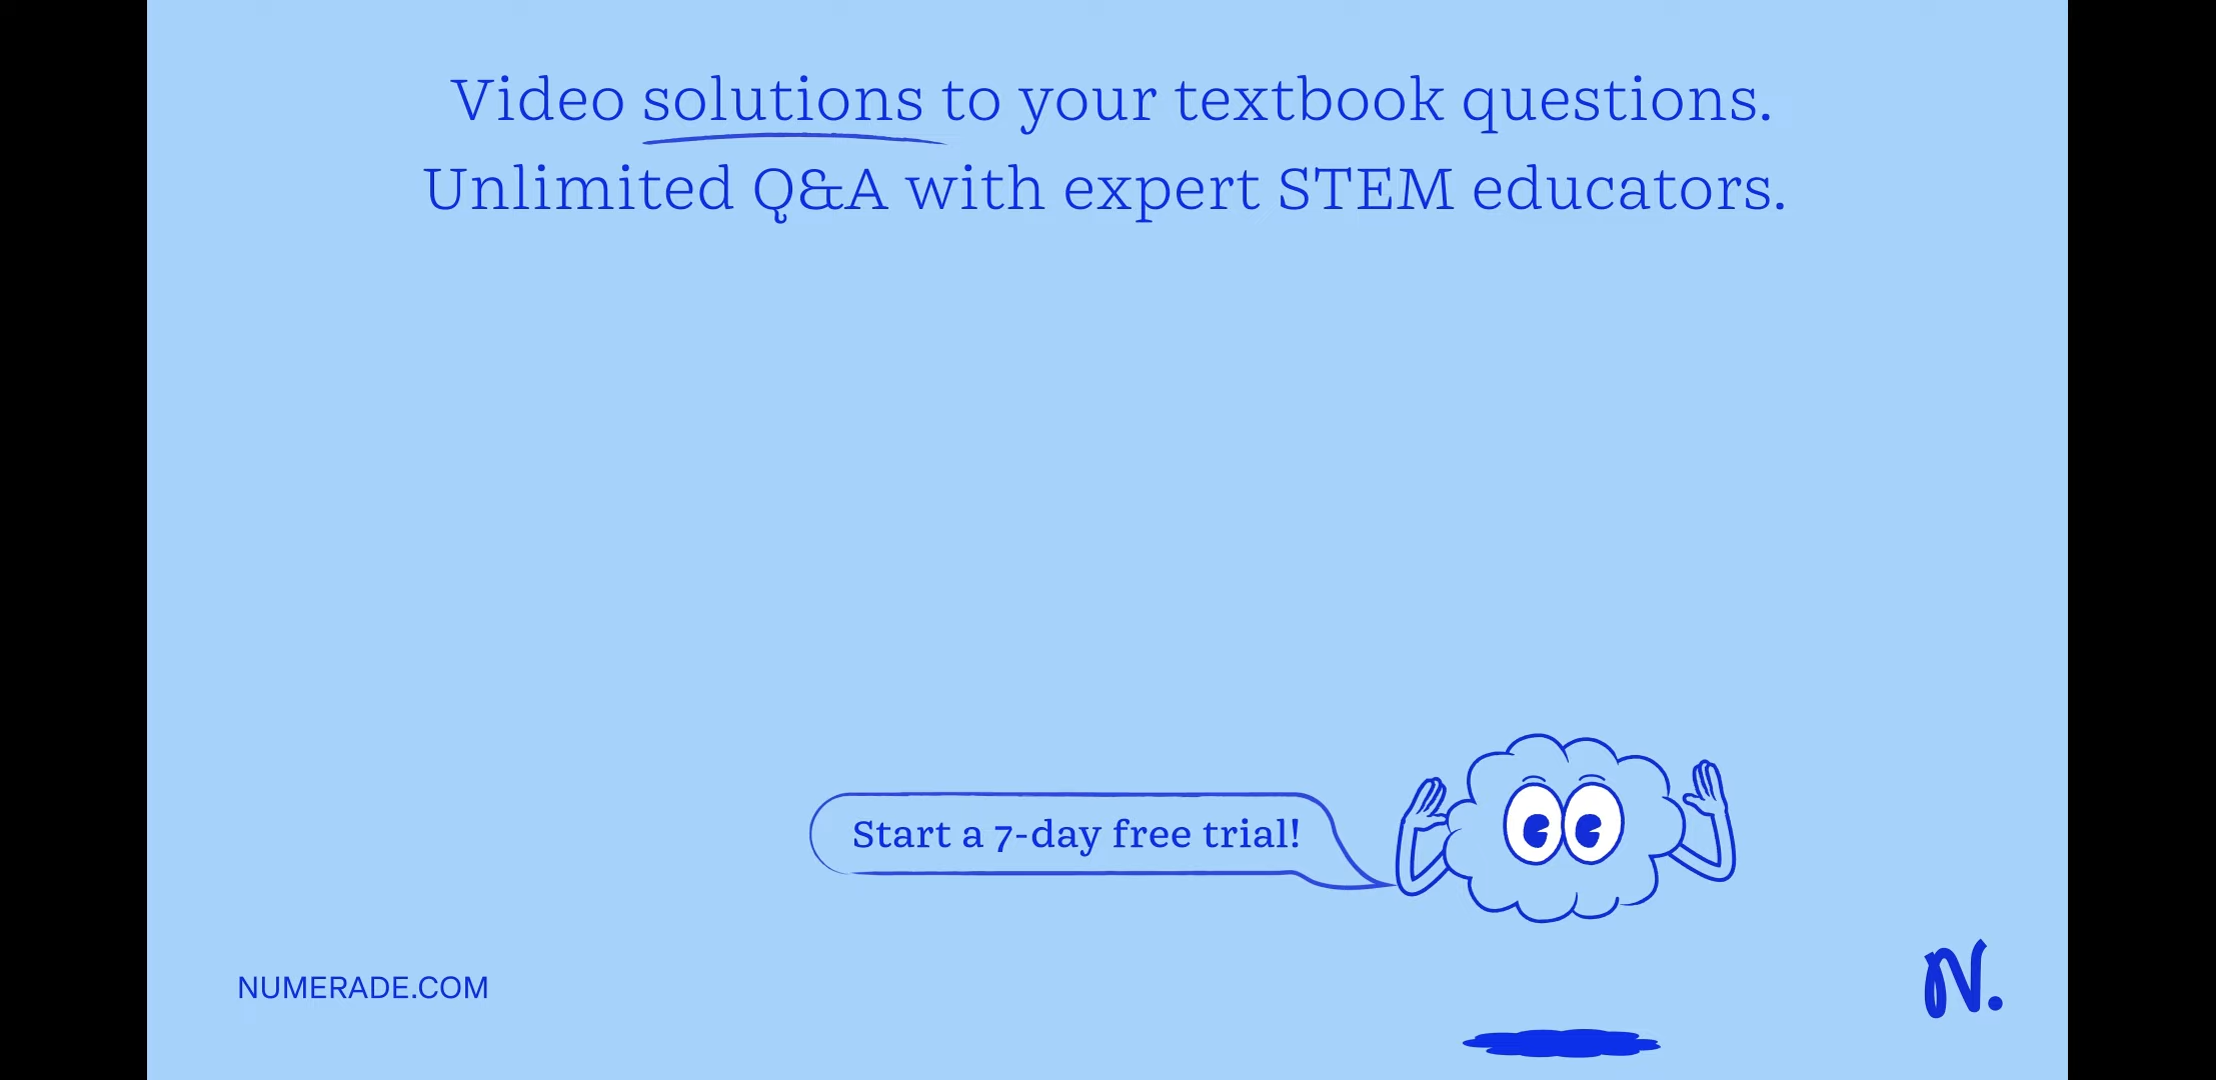 Video solutions to your textbook questions.
Unlimited Q&A with expert STEM educators.
Start a 7-day free trial!
NUMERADE.COM
N.